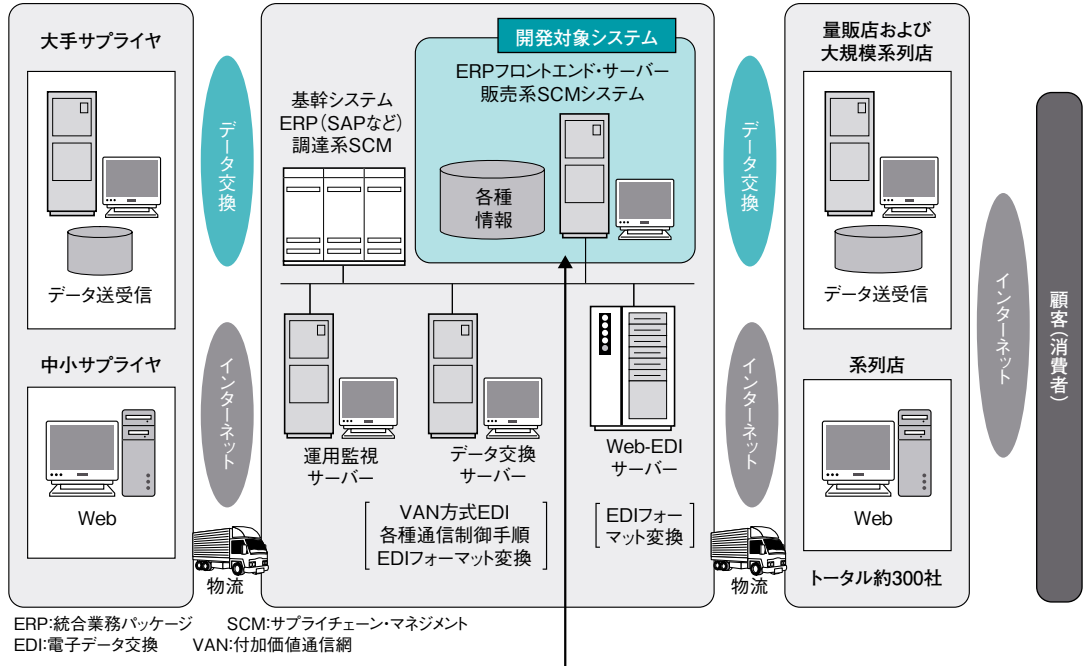 大手サプライヤ
データ送受信
中小サプライヤ
Web
データ交換
インターネット
物流
開発対象システム
ERPフロントエンド・サーバー
販売系SCMシステム
基幹システム
ERP(SAPなど)
調達系SCM
各種
情報
運用監視
サーバー
データ交換
サーバー
VAN方式EDI
各種通信制御手順
EDIフォーマット変換
Web-EDI
サーバー
EDIフォー
マット変換
データ交換
インターネット
物流
量販店および
大規模系列店
データ送受信
系列店
Web
トータル約300社
インターネット
顧客(消費者)
ERP:統合業務パッケージ SCM:サプライチェーン・マネジメント
EDI:電子データ交換 VAN:付加価値通信網